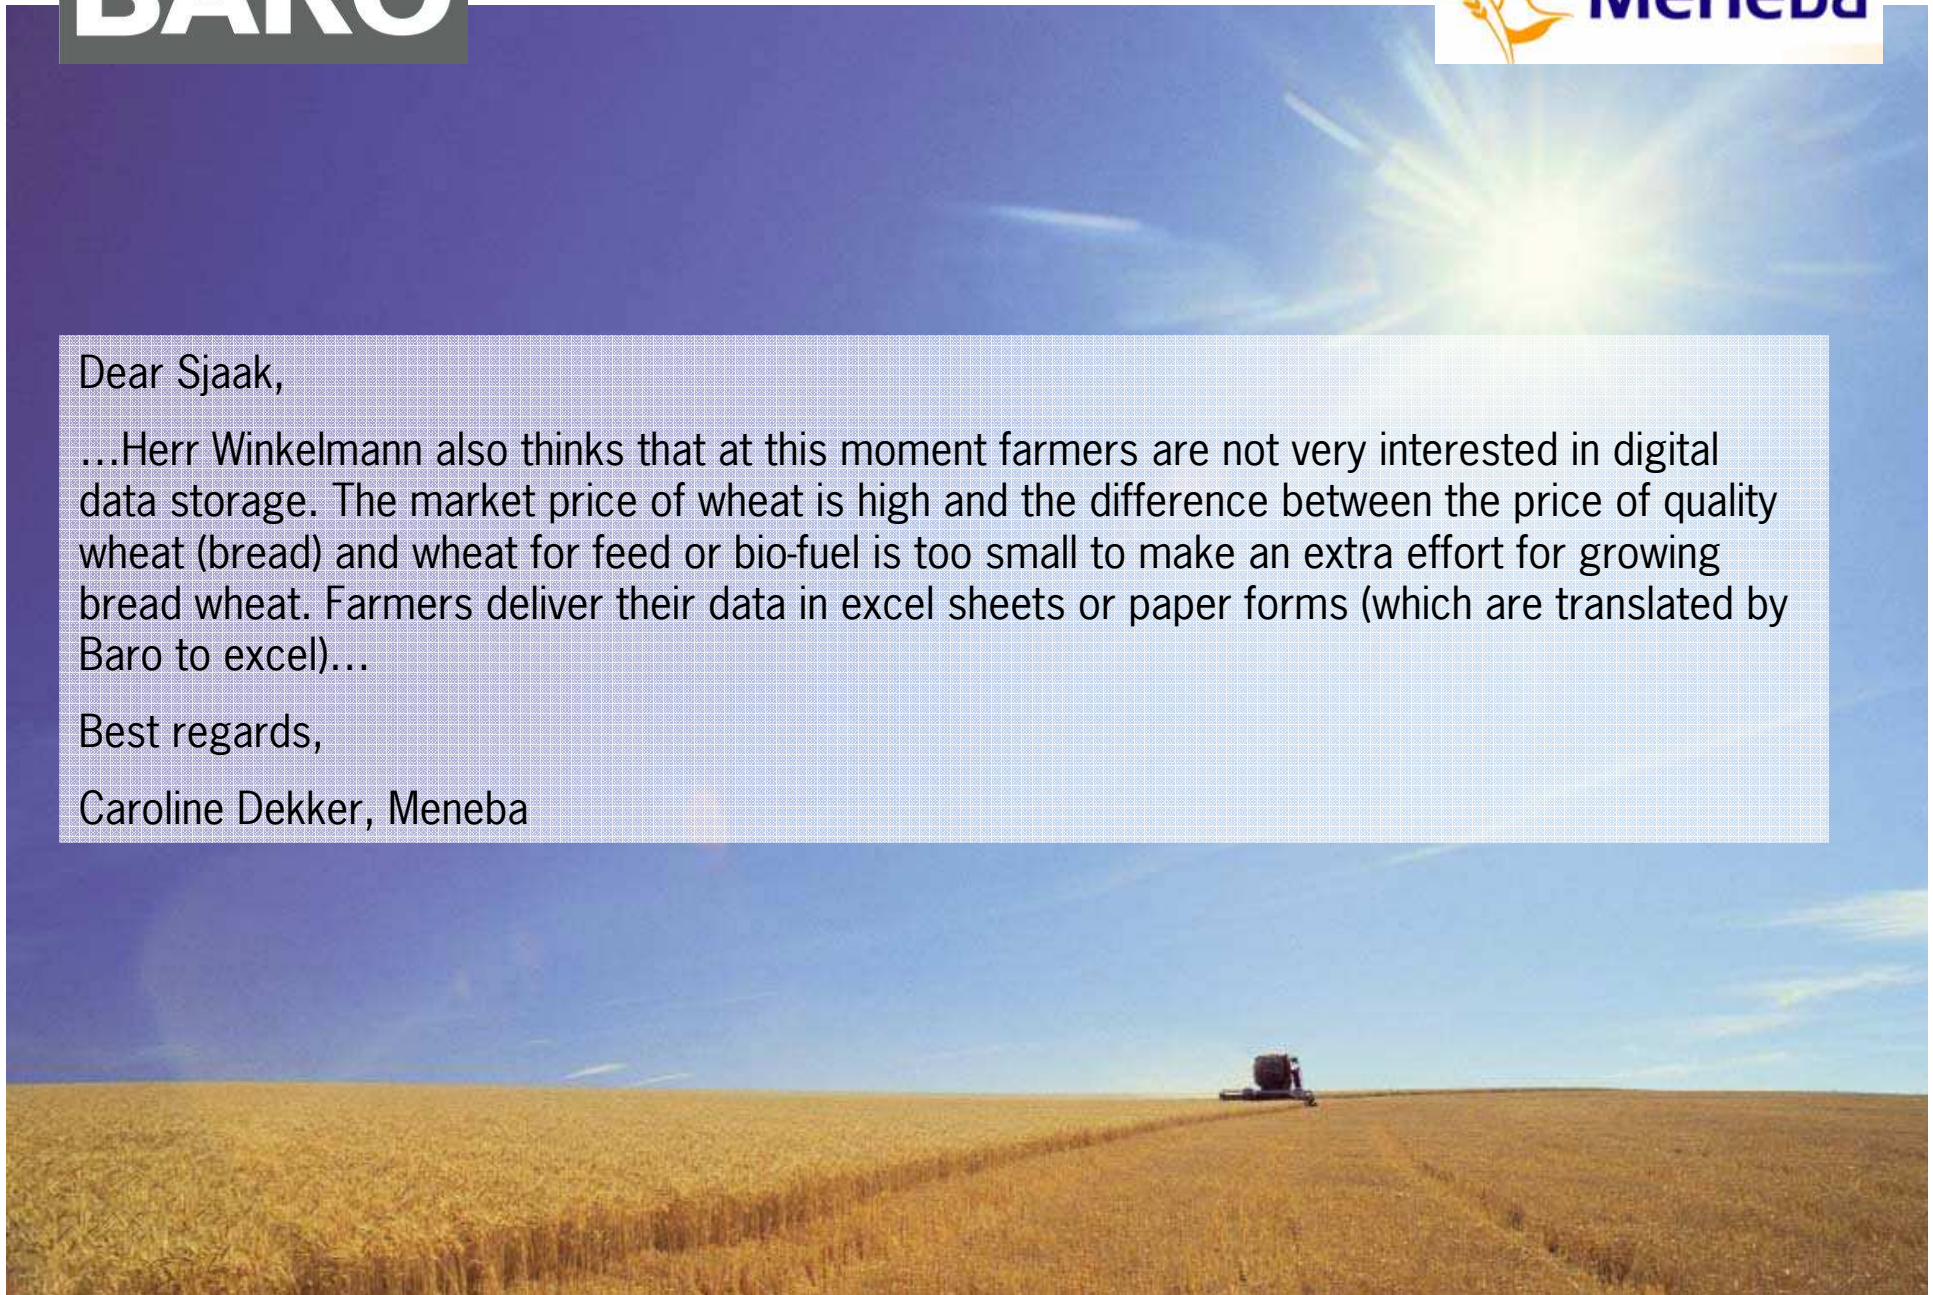 BARO
Meneba
Dear Sjaak,
…Herr Winkelmann also thinks that at this moment farmers are not very interested in digital
data storage. The market price of wheat is high and the difference between the price of quality
wheat (bread) and wheat for feed or bio-fuel is too small to make an extra effort for growing
bread wheat. Farmers deliver their data in excel sheets or paper forms (which are translated by
Baro to excel)…
Best regards,
Caroline Dekker, Meneba